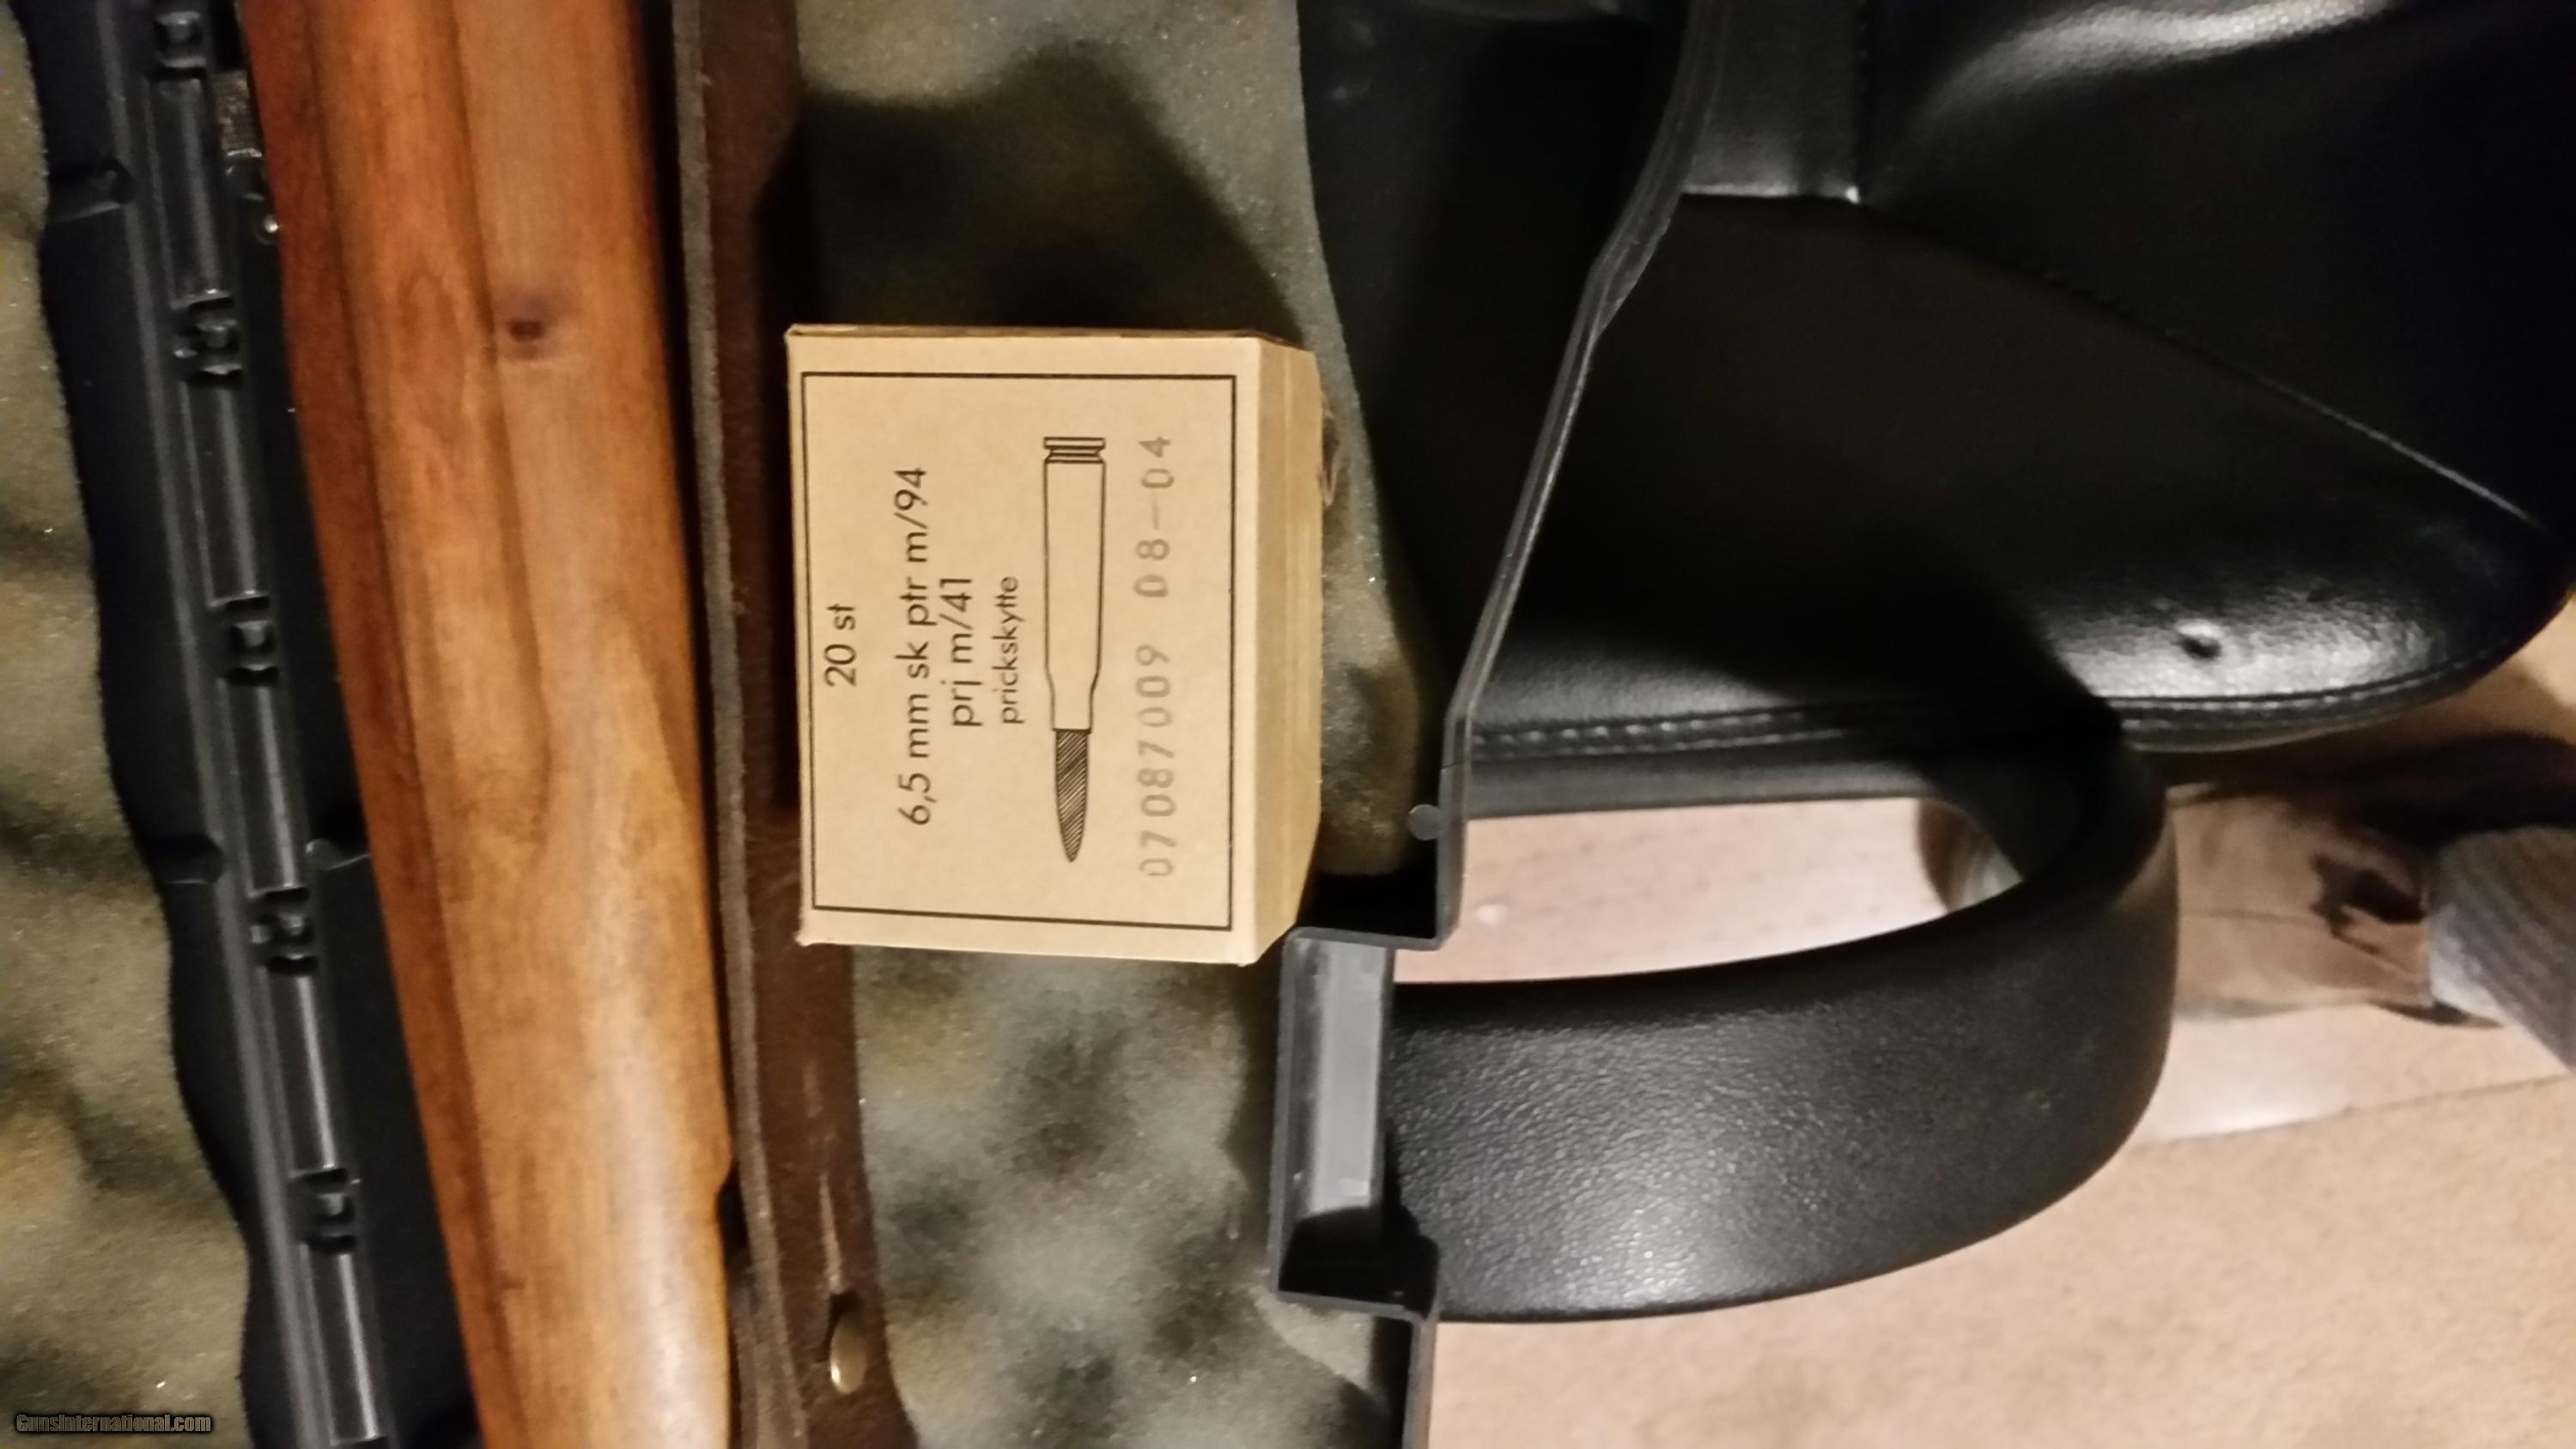 20 st
6,5 mm sk ptr m/94
prj m/41
prickskytte
07087009 08-04
GunsInternational.com